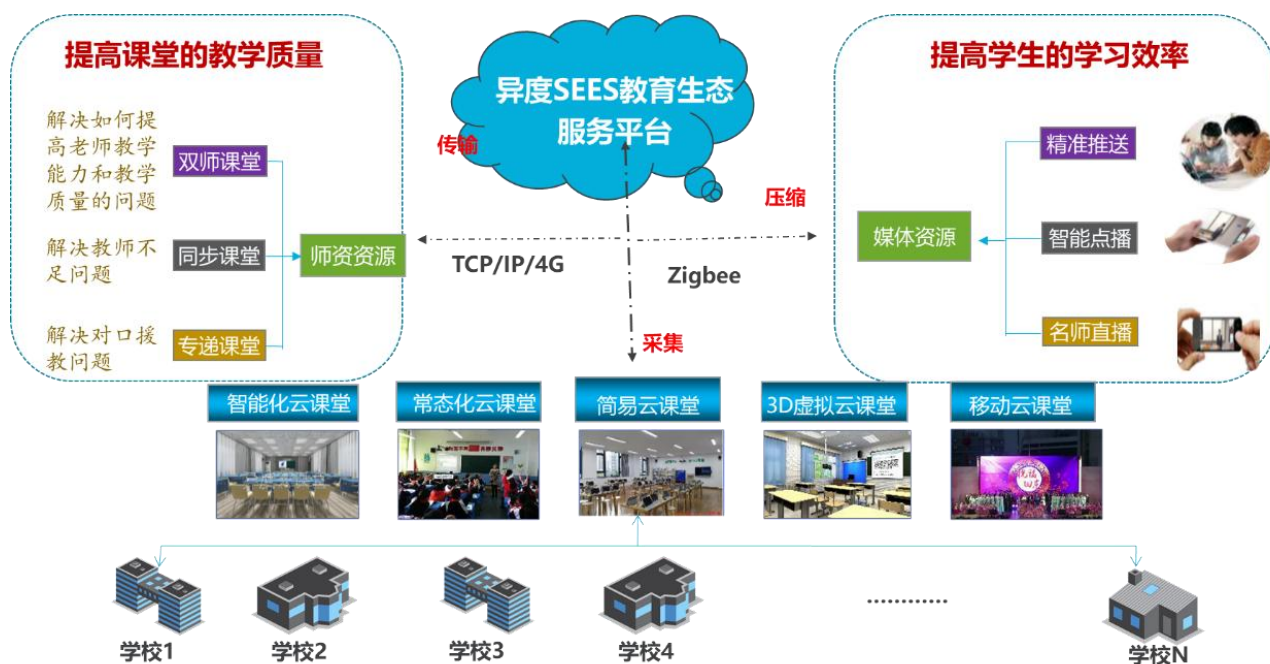 提高课堂的教学质量
解决如何提
高老师教学
能力和教学
质量的问题
双师课堂
解决教师不
足问题
同步课堂
解决对口援
教问题
专递课堂
师资资源
异度SEES教育生态
服务平台
传输
压缩
TCP/IP/4G
Zigbee
采集
提高学生的学习效率
媒体资源
精准推送
智能点播
名师直播
智能化云课堂
常态化云课堂
简易云课堂
3D虚拟云课堂
移动云课堂
学校1
学校2
学校3
学校4
············
学校N